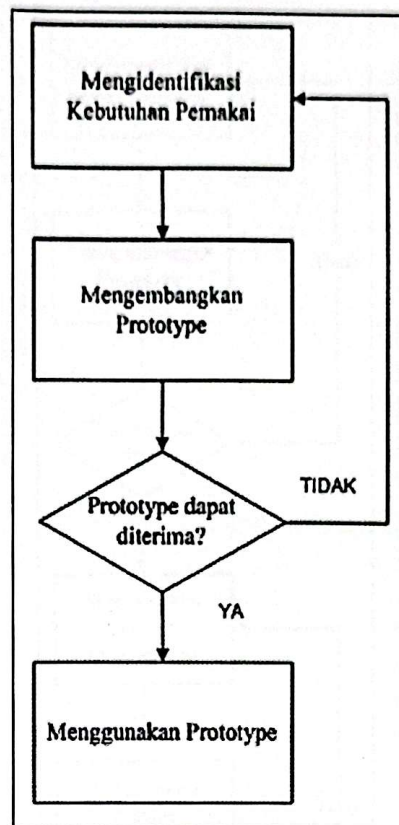 Mengidentifikasi
Kebutuhan Pemakai
Mengembangkan
Prototype
Prototype dapat
diterima?
TIDAK
YA
Menggunakan Prototype